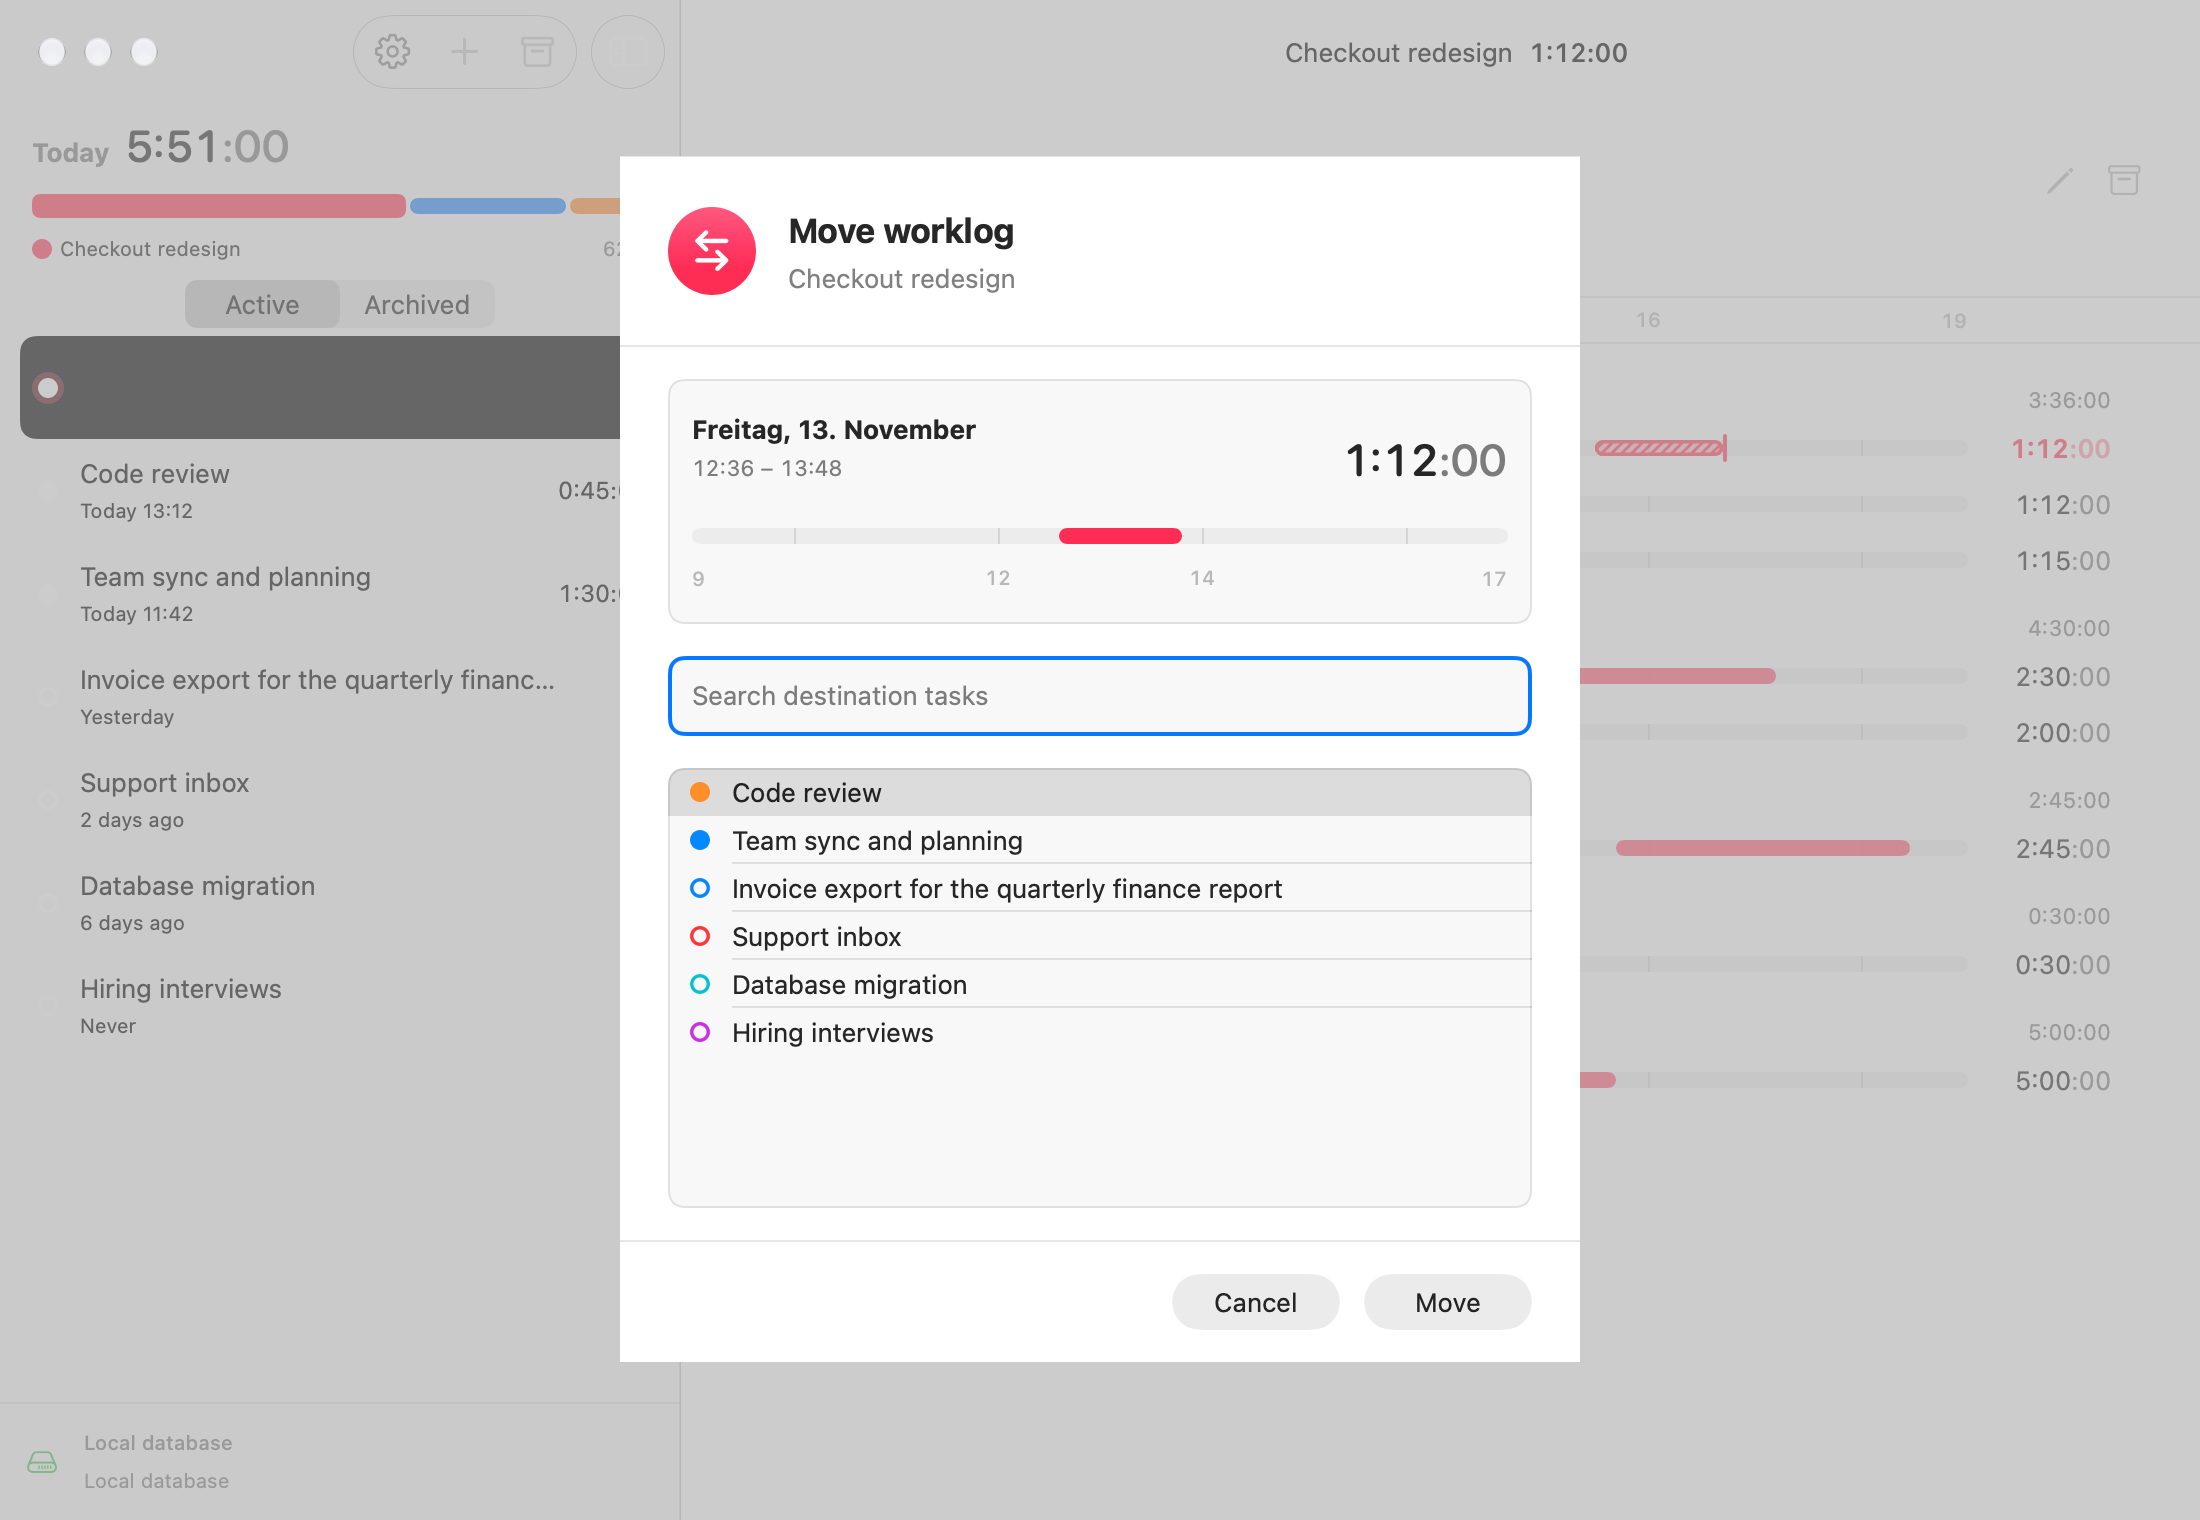 Checkout redesign 1:12:00
Today 5:51:00
Checkout redesign
Active Archived
Code review
Today 13:12
Team sync and planning
Today 11:42
Invoice export for the quarterly financ...
Yesterday
Support inbox
2 days ago
Database migration
6 days ago
Hiring interviews
Never
Local database
Local database
Move worklog
Checkout redesign
Freitag, 13. November
12:36 – 13:48
1:12:00
9 12 14 17
Search destination tasks
Code review
Team sync and planning
Invoice export for the quarterly finance report
Support inbox
Database migration
Hiring interviews
Cancel Move
16 19
3:36:00
1:12:00
1:12:00
1:15:00
4:30:00
2:30:00
2:00:00
2:45:00
2:45:00
0:30:00
0:30:00
5:00:00
5:00:00